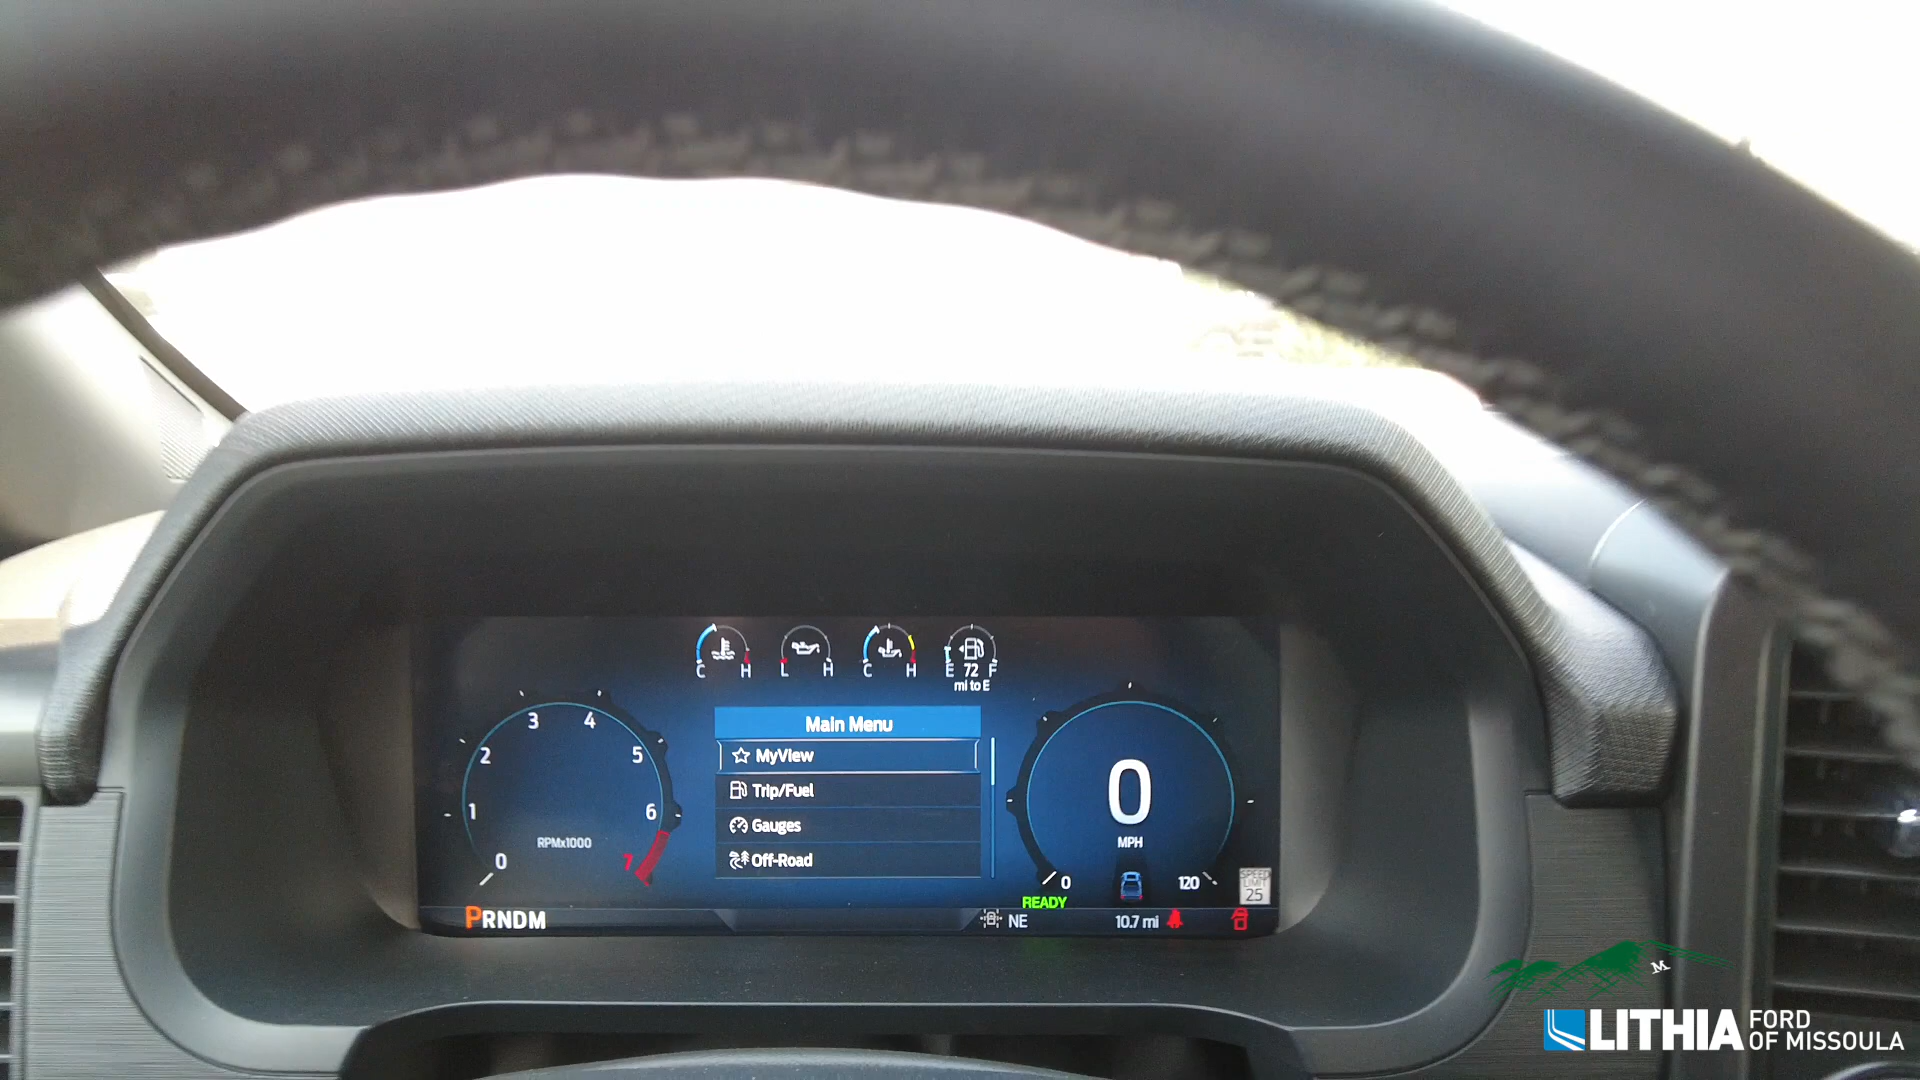 C H
L H
C H
E 72 F
mi to E
Main Menu
MyView
Trip/Fuel
Gauges
Off-Road
0 1 2 3 4 5 6 7
RPMx1000
0
MPH
0 120
SPEED
LIMIT
25
READY
PRNDM
NE
10.7 mi
M
LITHIA
FORD
OF MISSOULA